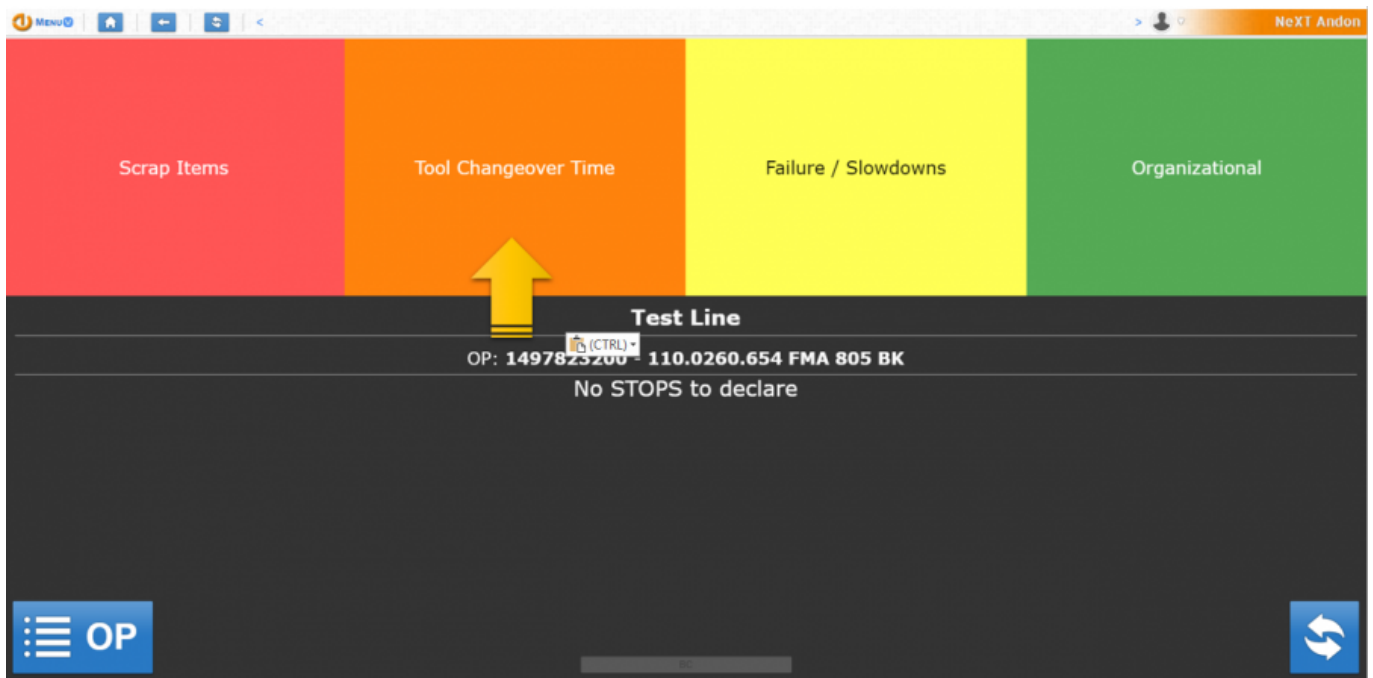 MENU
<
>
NeXT Andon
Scrap Items
Tool Changeover Time
Failure / Slowdowns
Organizational
Test Line
(CTRL)
OP: 1497823200 - 110.0260.654 FMA 805 BK
No STOPS to declare
OP